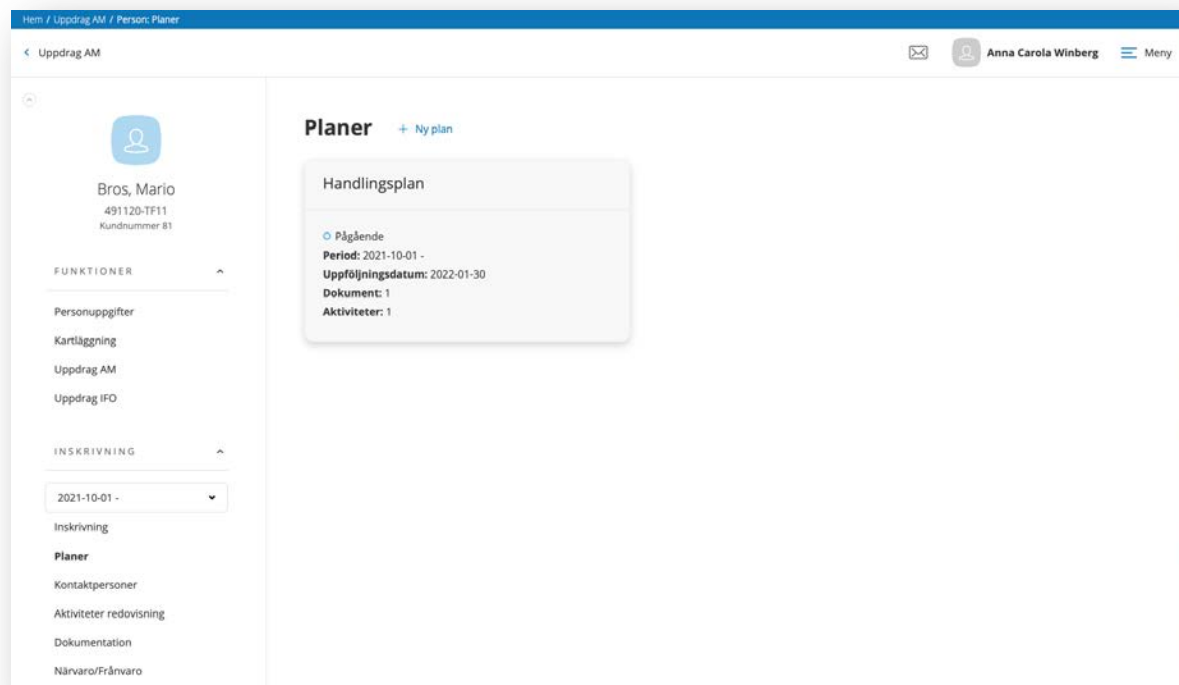 Hem / Uppdrag AM / Person: Planer
Uppdrag AM
Anna Carola Winberg
Meny
Bros, Mario
491120-TF11
Kundnummer 81
FUNKTIONER
Personuppgifter
Kartläggning
Uppdrag AM
Uppdrag IFO
INSKRIVNING
2021-10-01 -
Inskrivning
Planer
Kontaktpersoner
Aktiviteter redovisning
Dokumentation
Närvaro/Frånvaro
Planer + Ny plan
Handlingsplan
Pågående
Period: 2021-10-01 -
Uppföljningsdatum: 2022-01-30
Dokument: 1
Aktiviteter: 1